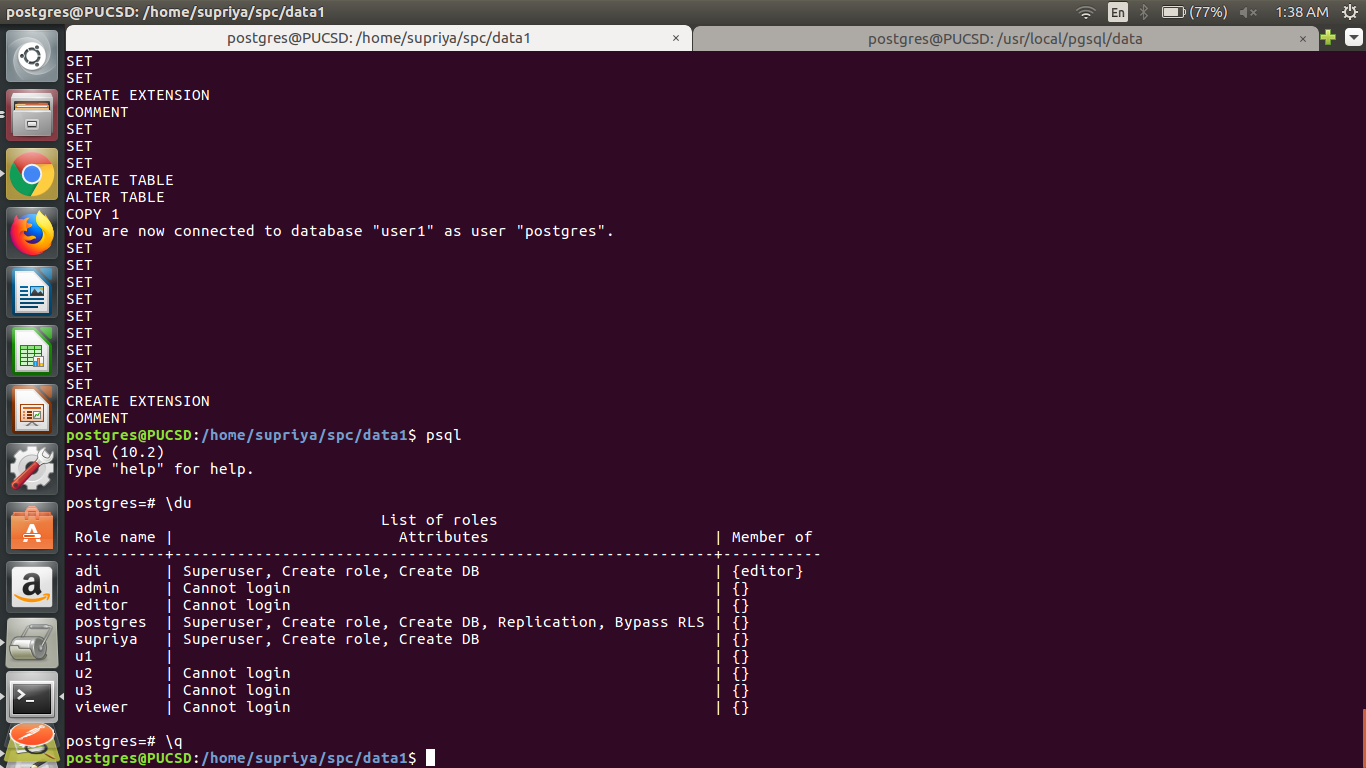 postgres@PUCSD: /home/supriya/spc/data1
En
(77%)
1:38 AM
postgres@PUCSD: /home/supriya/spc/data1 ×
postgres@PUCSD: /usr/local/pgsql/data ×
SET
SET
CREATE EXTENSION
COMMENT
SET
SET
SET
CREATE TABLE
ALTER TABLE
COPY 1
You are now connected to database "user1" as user "postgres".
SET
SET
SET
SET
SET
SET
SET
SET
SET
CREATE EXTENSION
COMMENT
postgres@PUCSD:/home/supriya/spc/data1$ psql
psql (10.2)
Type "help" for help.
postgres=# \du
                                   List of roles
 Role name |                         Attributes                         | Member of
-----------+------------------------------------------------------------+-----------
 adi       | Superuser, Create role, Create DB                          | {editor}
 admin     | Cannot login                                               | {}
 editor    | Cannot login                                               | {}
 postgres  | Superuser, Create role, Create DB, Replication, Bypass RLS | {}
 supriya   | Superuser, Create role, Create DB                          | {}
 u1        |                                                            | {}
 u2        | Cannot login                                               | {}
 u3        | Cannot login                                               | {}
 viewer    | Cannot login                                               | {}
postgres=# \q
postgres@PUCSD:/home/supriya/spc/data1$